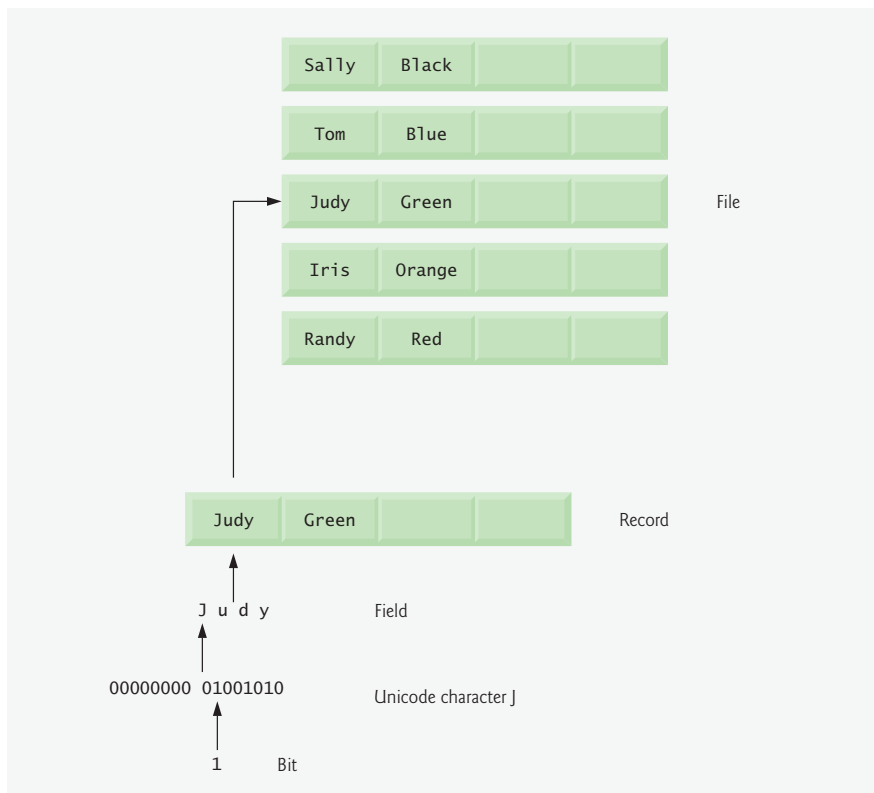 Sally Black
Tom Blue
Judy Green File
Iris Orange
Randy Red
Judy Green Record
J u d y Field
00000000 01001010 Unicode character J
1 Bit